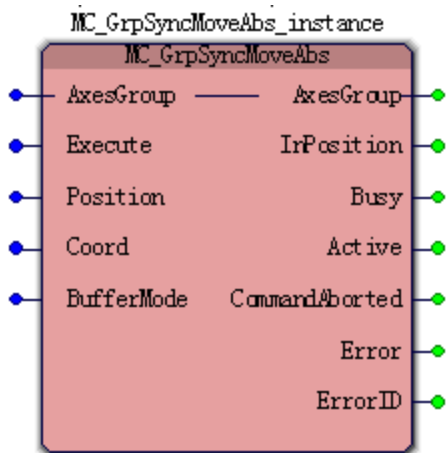 MC_GrpSyncMoveAbs_instance
MC_GrpSyncMoveAbs
AxesGroup AxesGroup
Execute InPosition
Position Busy
Coord Active
BufferMode CommandAborted
Error
ErrorID